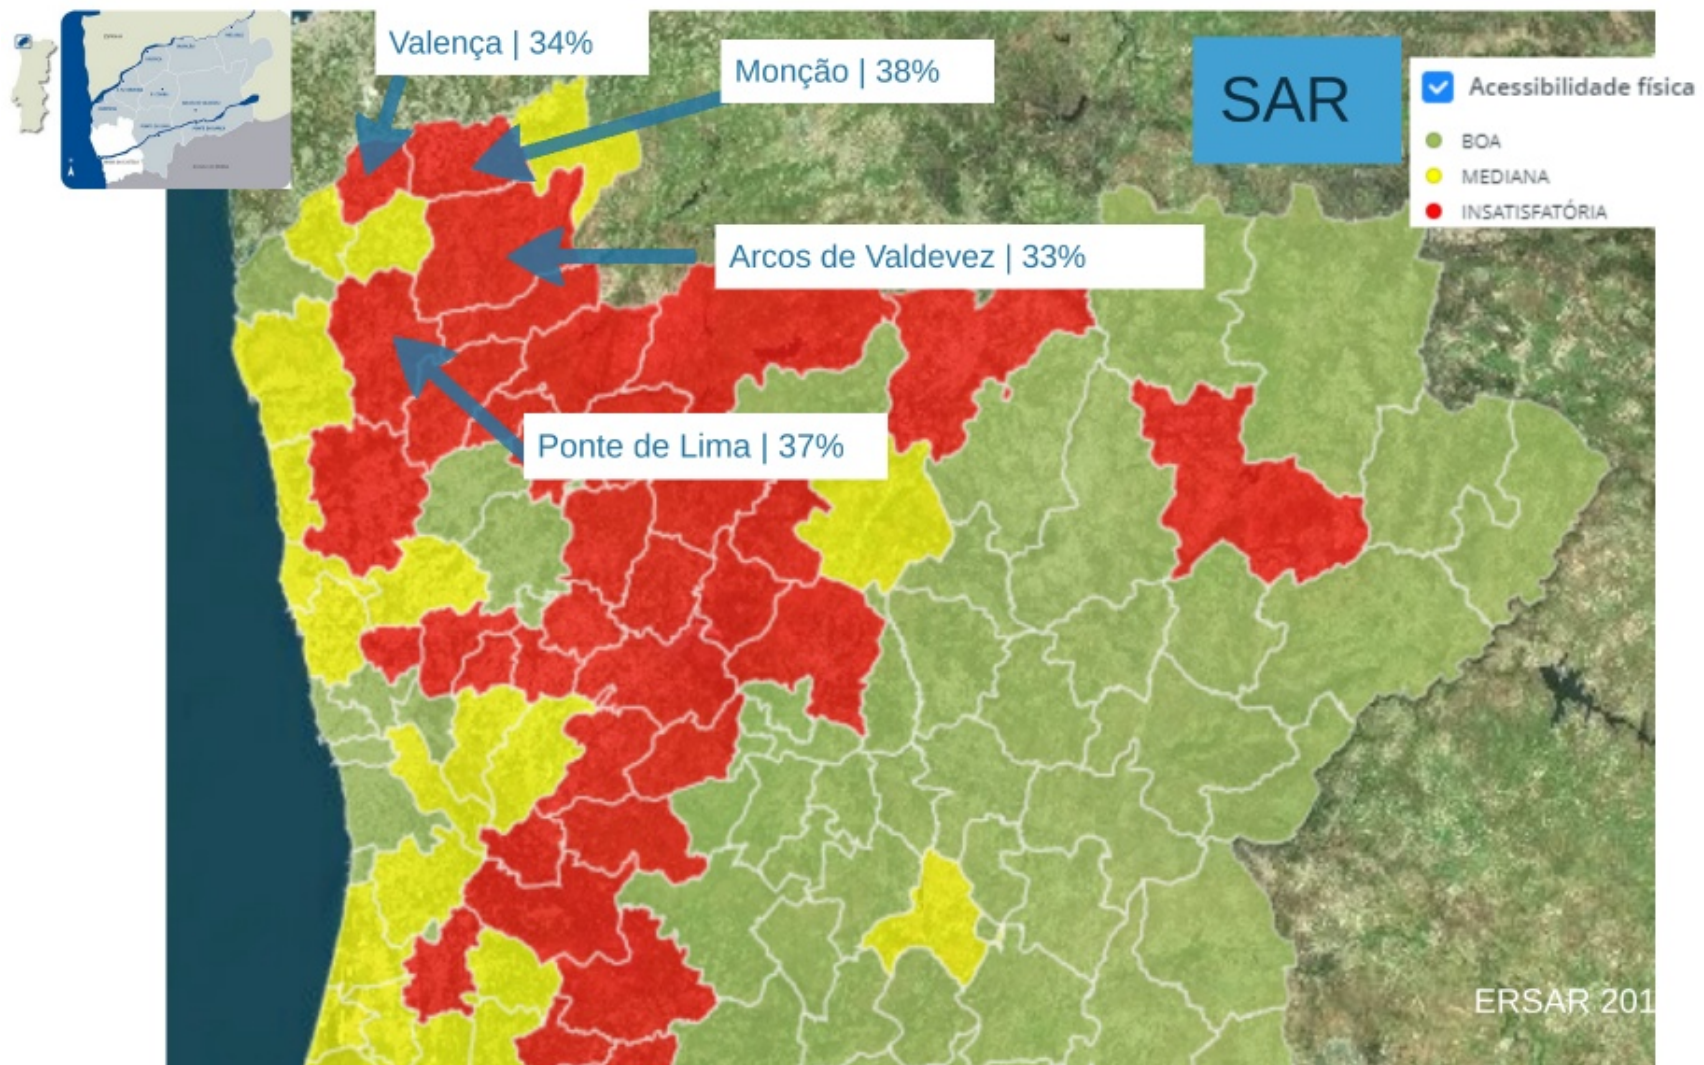 Valença | 34%
Monção | 38%
SAR
Acessibilidade física
BOA
MEDIANA
INSATISFATÓRIA
Arcos de Valdevez | 33%
Ponte de Lima | 37%
ERSAR 201